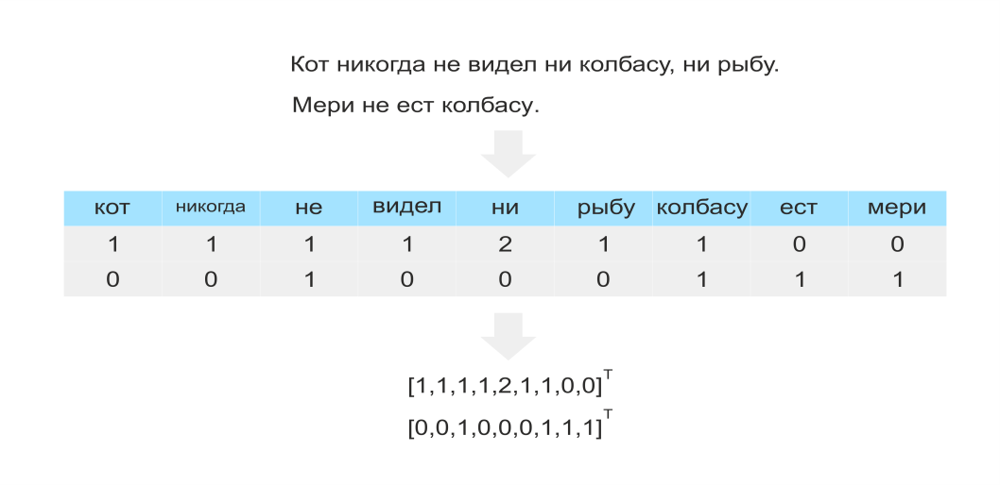 Кот никогда не видел ни колбасу, ни рыбу.
Мери не ест колбасу.
кот никогда не видел ни рыбу колбасу ест мери
1 1 1 1 2 1 1 0 0
0 0 1 0 0 0 1 1 1
[1,1,1,1,2,1,1,0,0]ᵀ
[0,0,1,0,0,0,1,1,1]ᵀ